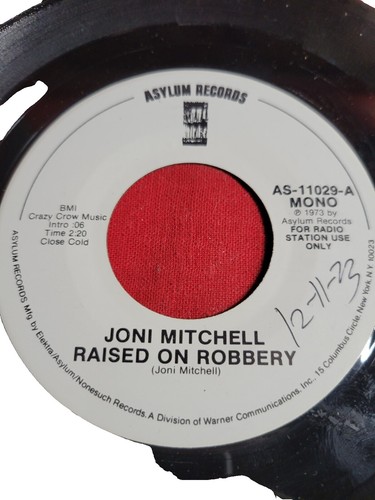 ASYLUM RECORDS
AS-11029-A
MONO
℗ 1973 by
Asylum Records
FOR RADIO
STATION USE
ONLY
BMI
Crazy Crow Music
Intro :06
Time 2:20
Close Cold
12-11-73
JONI MITCHELL
RAISED ON ROBBERY
(Joni Mitchell)
ASYLUM RECORDS Mfg. by Elektra/Asylum/Nonesuch Records. A Division of Warner Communications. Inc., 15 Columbus Circle, New York, N.Y. 10023